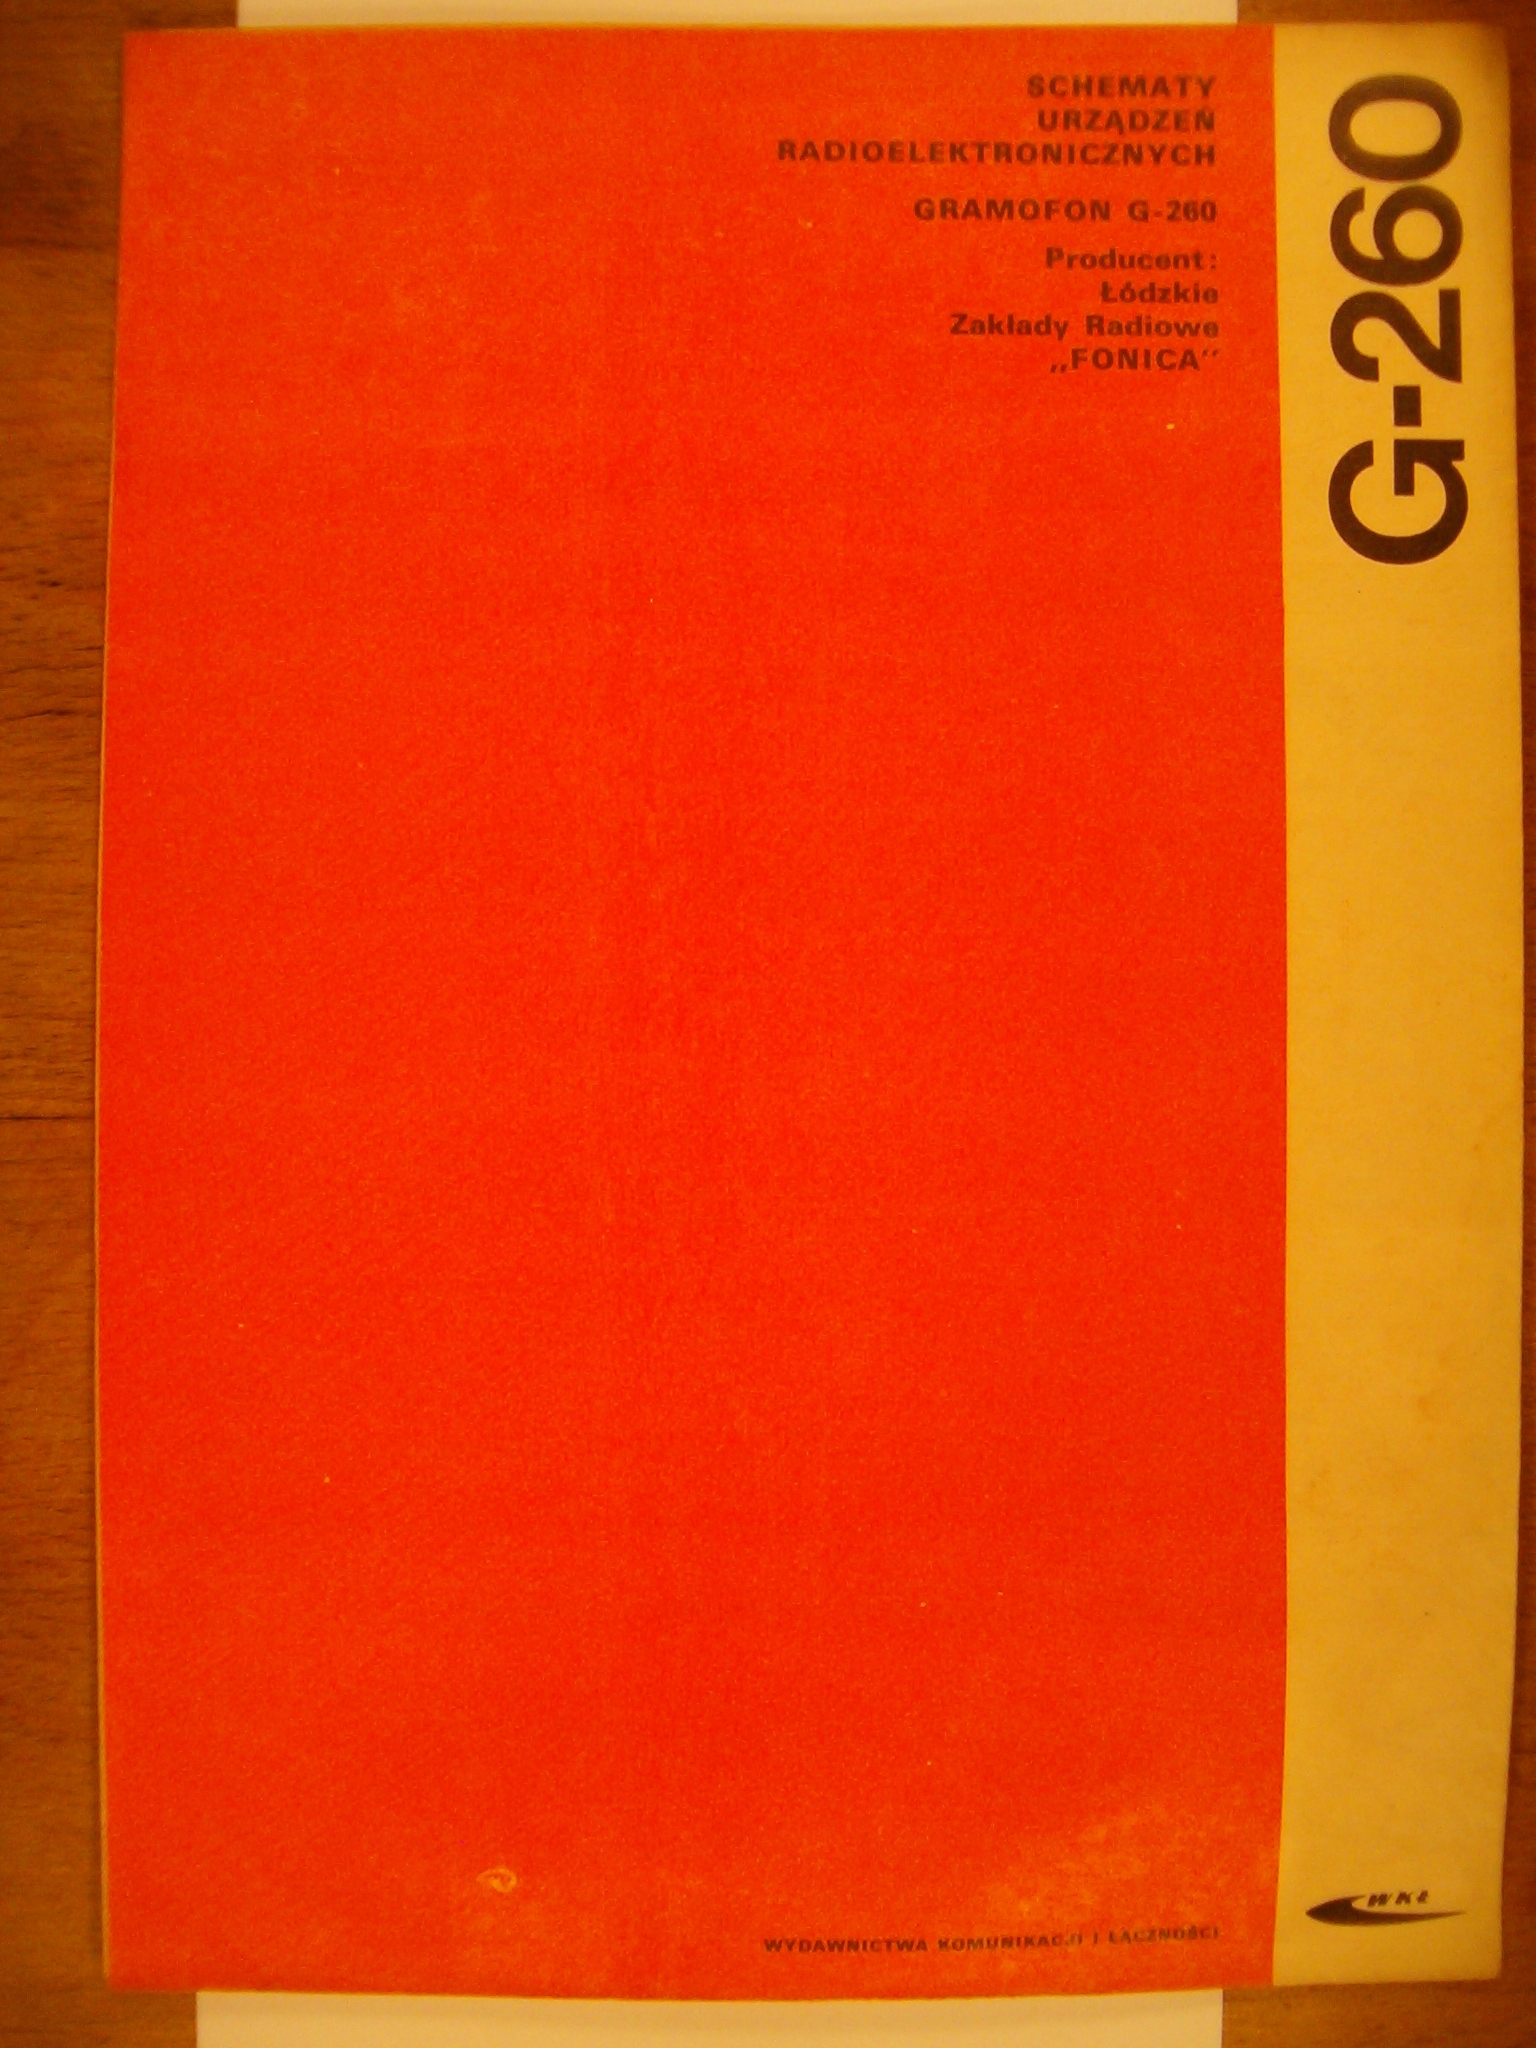 SCHEMATY
URZĄDZEŃ
RADIOELEKTRONICZNYCH
GRAMOFON G-260
Producent:
Łódzkie
Zakłady Radiowe
„FONICA”
G-260
WKŁ
WYDAWNICTWA KOMUNIKACJI I ŁĄCZNOŚCI